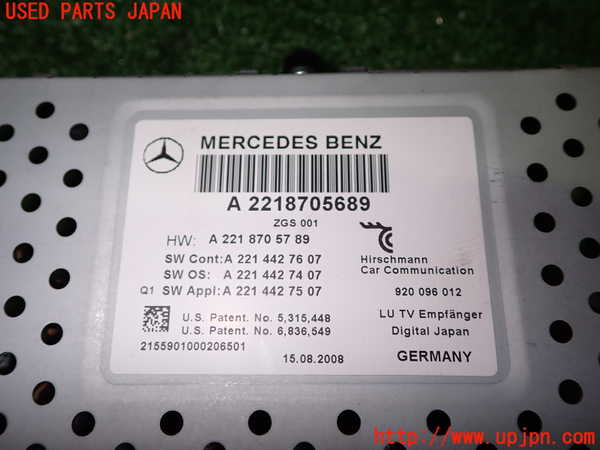 USED PARTS JAPAN
MERCEDES BENZ
A 2218705689
ZGS 001
HW: A 221 870 57 89
SW Cont: A 221 442 76 07
SW OS: A 221 442 74 07
Q1 SW Appl: A 221 442 75 07
Hirschmann
Car Communication
920 096 012
U.S. Patent. No. 5,315,448
U.S. Patent. No. 6,836,549
LU TV Empfänger
Digital Japan
2155901000206501
15.08.2008
GERMANY
http://www.upjpn.com/